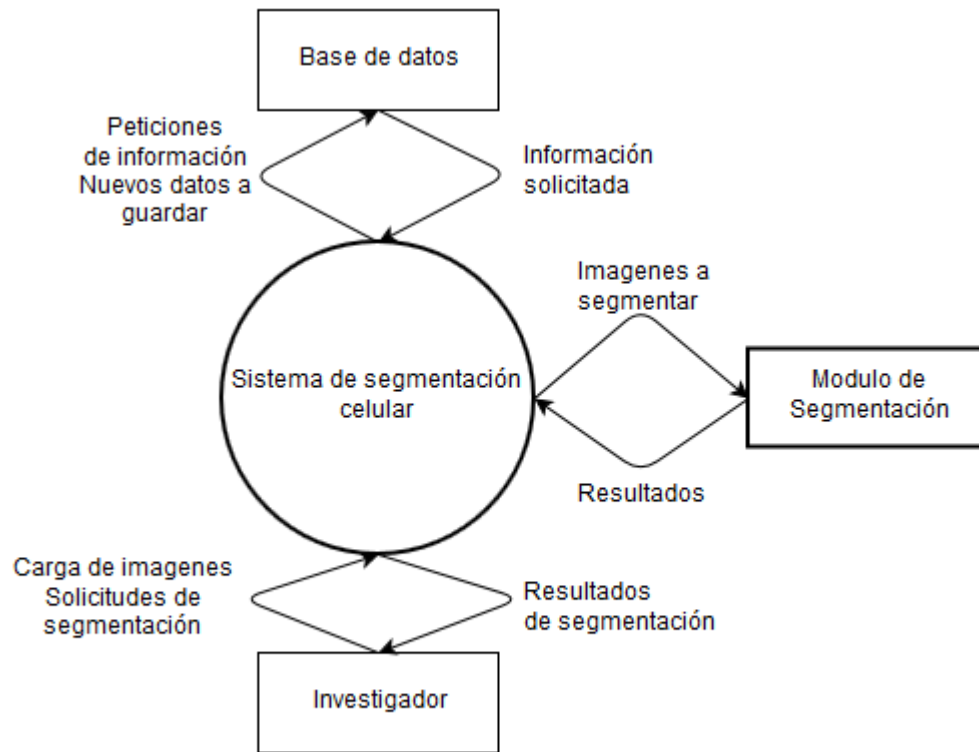 Base de datos
Peticiones
de información
Nuevos datos a
guardar
Información
solicitada
Imagenes a
segmentar
Sistema de segmentación
celular
Modulo de
Segmentación
Resultados
Carga de imagenes
Solicitudes de
segmentación
Resultados
de segmentación
Investigador